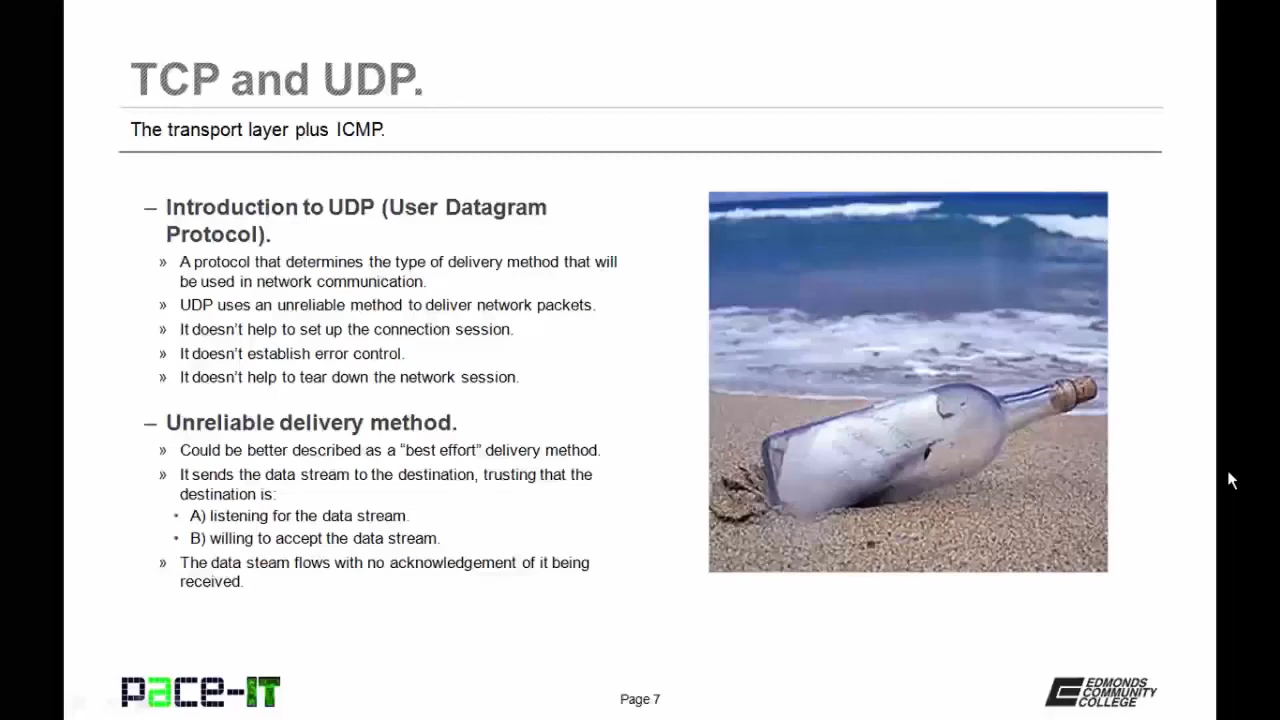 TCP and UDP.
The transport layer plus ICMP.
– Introduction to UDP (User Datagram
Protocol).
» A protocol that determines the type of delivery method that will
be used in network communication.
» UDP uses an unreliable method to deliver network packets.
» It doesn't help to set up the connection session.
» It doesn't establish error control.
» It doesn't help to tear down the network session.
– Unreliable delivery method.
» Could be better described as a “best effort” delivery method.
» It sends the data stream to the destination, trusting that the
destination is:
• A) listening for the data stream.
• B) willing to accept the data stream.
» The data steam flows with no acknowledgement of it being
received.
pace-IT
Page 7
EDMONDS
COMMUNITY
COLLEGE